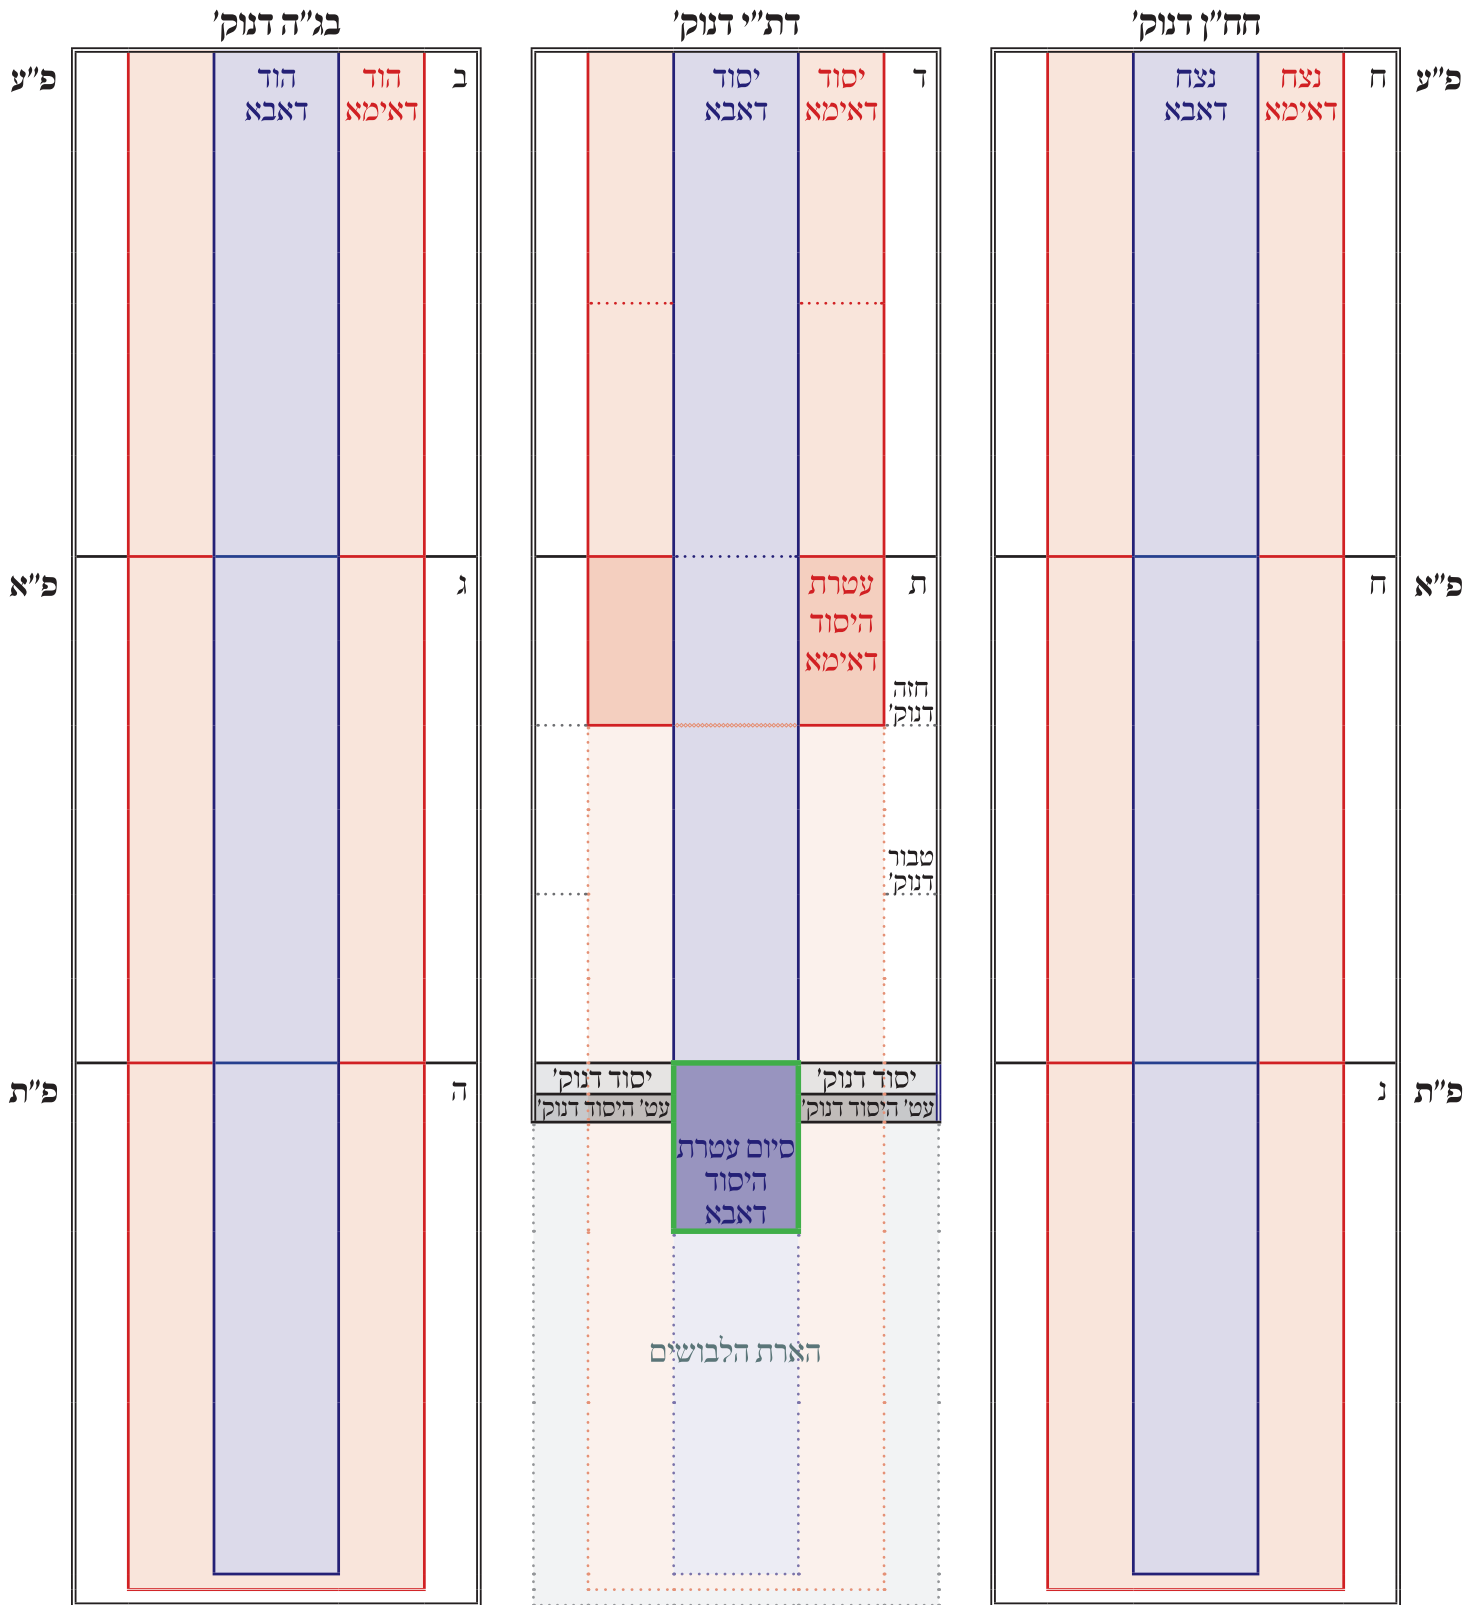 חח"ן דנוק'
דת"י דנוק'
בג"ה דנוק'
פ"ע
ח
נצח
דאימא
נצח
דאבא
ד
יסוד
דאימא
יסוד
דאבא
ב
הוד
דאימא
הוד
דאבא
פ"ע
פ"א
ח
ת
עטרת
היסוד
דאימא
חזה
דנוק'
טבור
דנוק'
ג
פ"א
פ"ת
נ
יסוד דנוק'
עט' היסוד דנוק'
יסוד דנוק'
עט' היסוד דנוק'
סיום עטרת
היסוד
דאבא
הארת הלבושים
ה
פ"ת